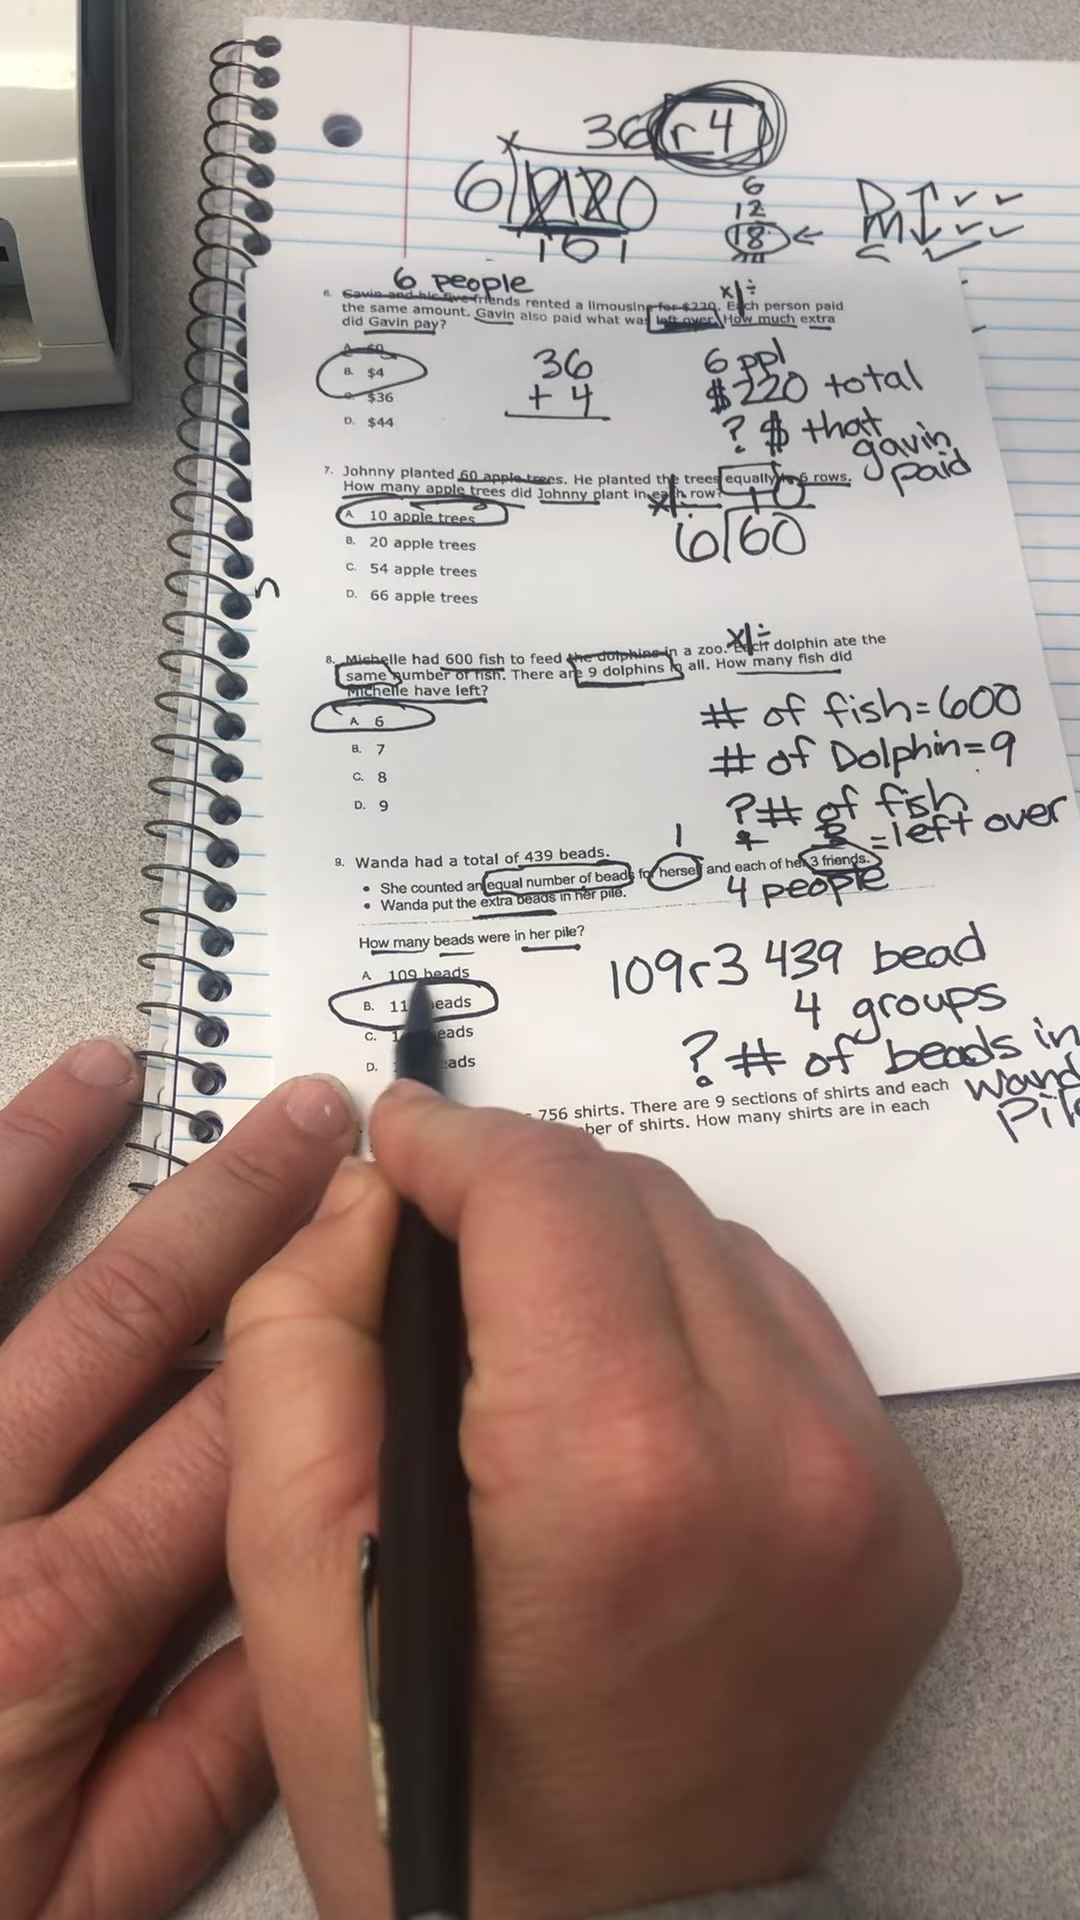 36 r 4
6 220
101
6
12
18
D
M
S
6 people
6. Gavin and his five friends rented a limousine for $220. Each person paid
the same amount. Gavin also paid what was left over. How much extra
did Gavin pay?
A. $0
B. $4
C. $36
D. $44
36
+ 4
6 ppl
$220 total
? $ that
gavin
paid
7. Johnny planted 60 apple trees. He planted the trees equally in 6 rows.
How many apple trees did Johnny plant in each row?
A. 10 apple trees
B. 20 apple trees
C. 54 apple trees
D. 66 apple trees
10
6 60
8. Michelle had 600 fish to feed the dolphins in a zoo. Each dolphin ate the
same number of fish. There are 9 dolphins in all. How many fish did
Michelle have left?
A. 6
B. 7
C. 8
D. 9
# of fish=600
# of Dolphin=9
?# of fish
=left over
9. Wanda had a total of 439 beads.
1
• She counted an equal number of beads for herself and each of her 3 friends.
• Wanda put the extra beads in her pile.
4 people
How many beads were in her pile?
A. 109 beads
B. beads
C. beads
D. beads
109r3 439 bead
4 groups
? # of beads in
756 shirts. There are 9 sections of shirts and each
of shirts. How many shirts are in each